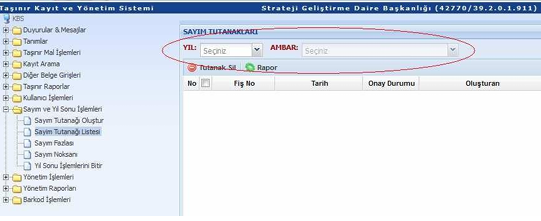 Taşınır Kayıt ve Yönetim Sistemi
Strateji Geliştirme Daire Başkanlığı (42770/39.2.0.1.911)
KBS
Duyurular & Mesajlar
Tanımlar
Taşınır Mal İşlemleri
Kayıt Arama
Diğer Belge Girişleri
Taşınır Raporlar
Kullanıcı İşlemleri
Sayım ve Yıl Sonu İşlemleri
Sayım Tutanağı Oluştur
Sayım Tutanağı Listesi
Sayım Fazlası
Sayım Noksanı
Yıl Sonu İşlemlerini Bitir
Yönetim İşlemleri
Yönetim Raporları
Barkod İşlemleri
SAYIM TUTANAKLARI
YIL: Seçiniz AMBAR: Seçiniz
Tutanak Sil Rapor
No Fiş No Tarih Onay Durumu Oluşturan